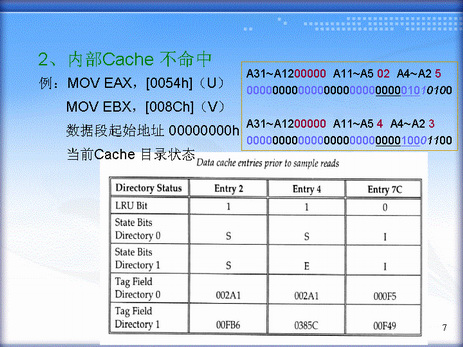 2、内部Cache 不命中
例：MOV EAX，[0054h]（U）
MOV EBX，[008Ch]（V）
数据段起始地址 00000000h
当前Cache 目录状态
A31~A1200000 A11~A5 02 A4~A2 5
00000000000000000000000001010100
A31~A1200000 A11~A5 4 A4~A2 3
00000000000000000000000010001100
Data cache entries prior to sample reads
Directory Status Entry 2 Entry 4 Entry 7C
LRU Bit 1 1 0
State Bits
Directory 0 S S I
State Bits
Directory 1 S E I
Tag Field
Directory 0 002A1 002A1 000F5
Tag Field
Directory 1 00FB6 0385C 00F49
7